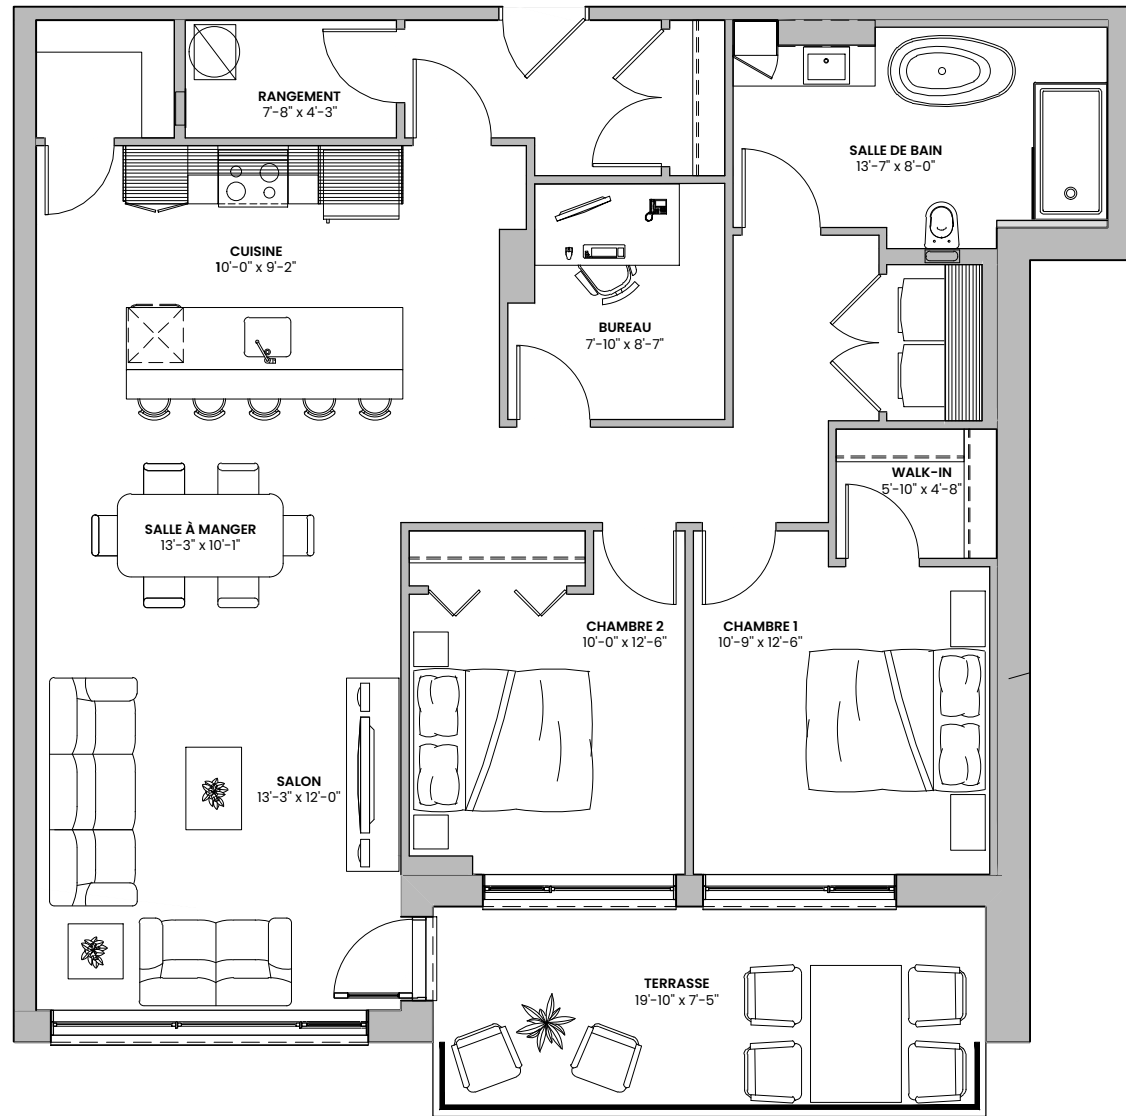 RANGEMENT
7'-8" x 4'-3"
SALLE DE BAIN
13'-7" x 8'-0"
CUISINE
10'-0" x 9'-2"
BUREAU
7'-10" x 8'-7"
WALK-IN
5'-10" x 4'-8"
SALLE À MANGER
13'-3" x 10'-1"
CHAMBRE 2
10'-0" x 12'-6"
CHAMBRE 1
10'-9" x 12'-6"
SALON
13'-3" x 12'-0"
TERRASSE
19'-10" x 7'-5"